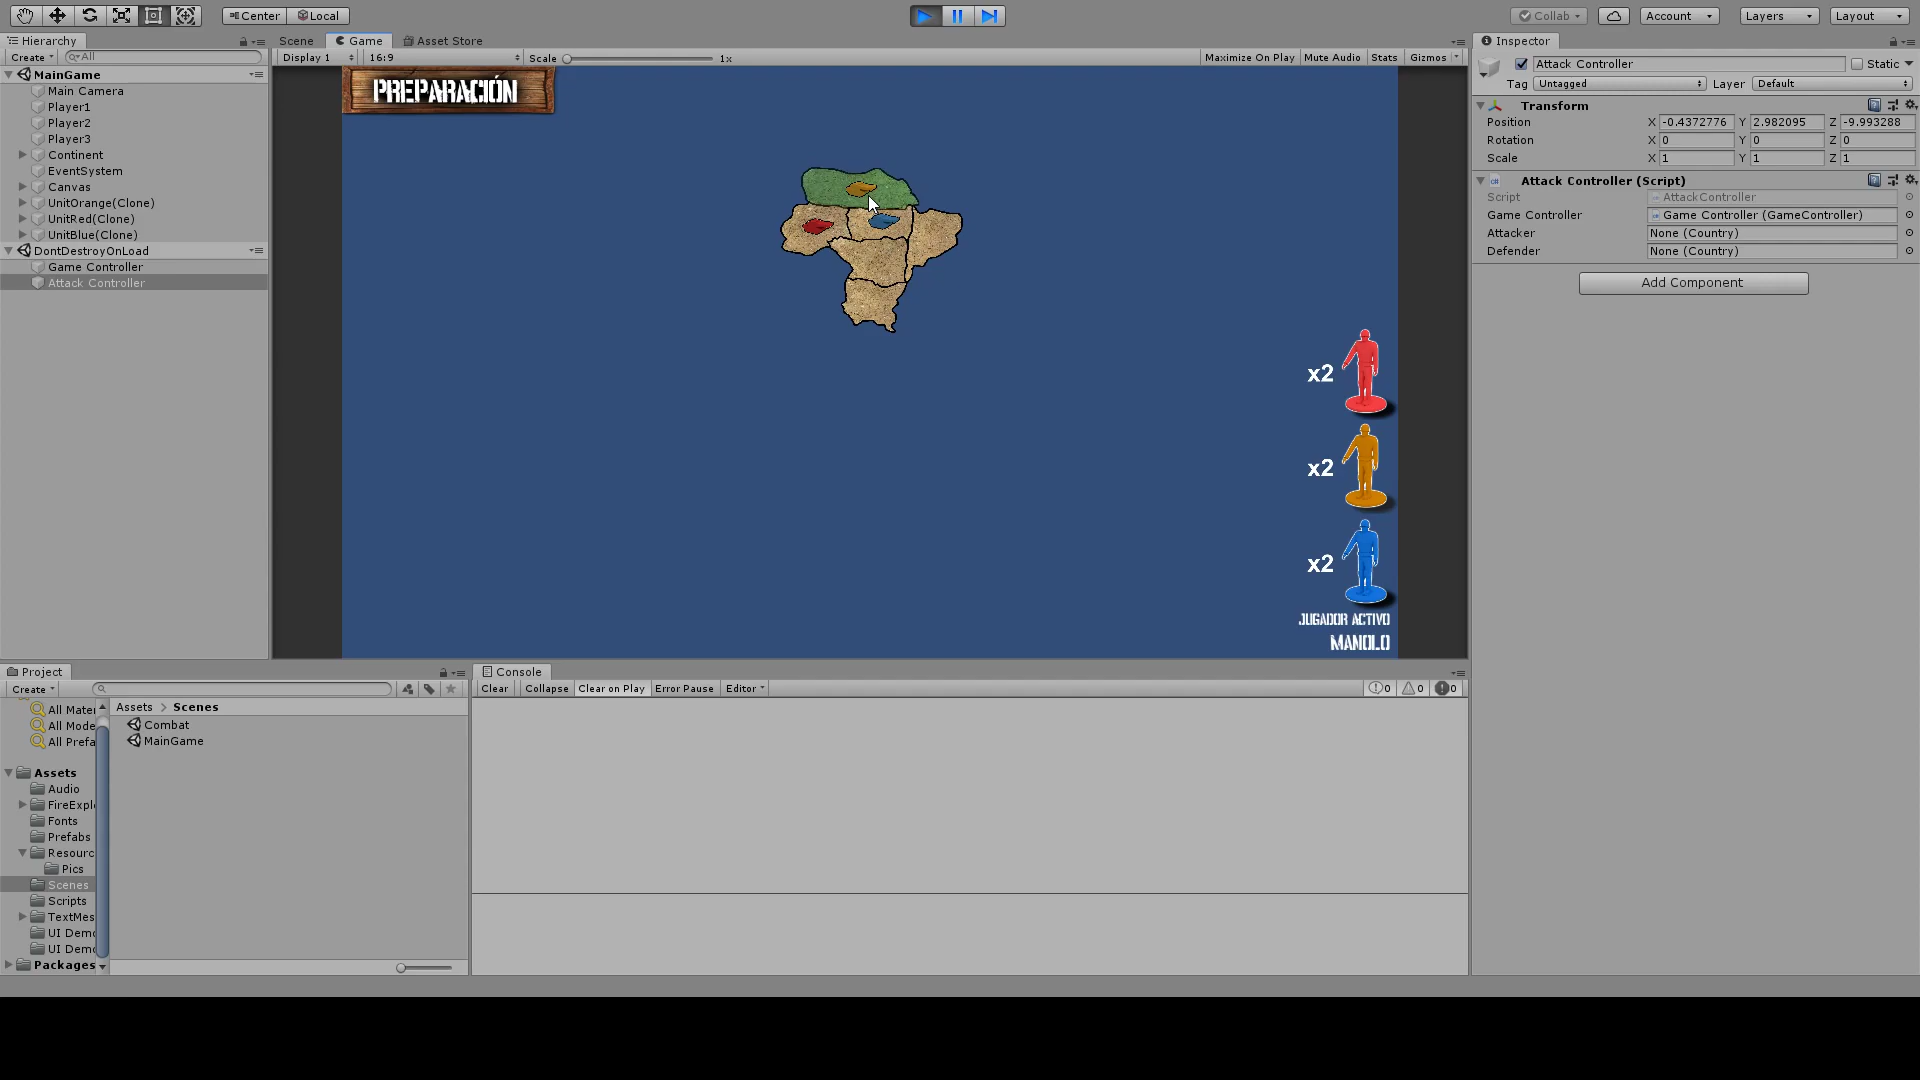 Center
Local
Collab
Account
Layers
Layout
Hierarchy
Create
All
MainGame
Main Camera
Player1
Player2
Player3
Continent
EventSystem
Canvas
UnitOrange(Clone)
UnitRed(Clone)
UnitBlue(Clone)
DontDestroyOnLoad
Game Controller
Attack Controller
Scene
Game
Asset Store
Display 1
16:9
Scale
1x
Maximize On Play
Mute Audio
Stats
Gizmos
PREPARACIÓN
x2
x2
x2
JUGADOR ACTIVO
MANOLO
Inspector
Attack Controller
Static
Tag
Untagged
Layer
Default
Transform
Position X -0.4372776 Y 2.982095 Z -9.993288
Rotation X 0 Y 0 Z 0
Scale X 1 Y 1 Z 1
Attack Controller (Script)
Script AttackController
Game Controller Game Controller (GameController)
Attacker None (Country)
Defender None (Country)
Add Component
Project
Create
All Mater
All Mode
All Prefa
Assets
Audio
FireExpl
Fonts
Prefabs
Resourc
Pics
Scenes
Scripts
TextMes
UI Demo
UI Demo
Packages
Assets > Scenes
Combat
MainGame
Console
Clear
Collapse
Clear on Play
Error Pause
Editor
0
0
0